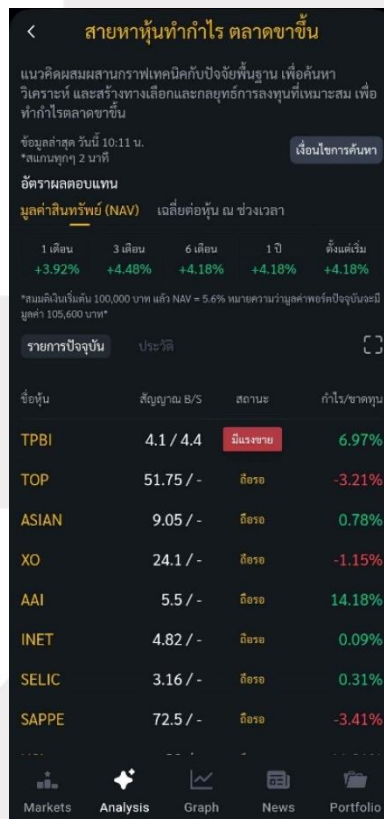 สายหาหุ้นทำกำไร ตลาดขาขึ้น
แนวคิดผสมผสานกราฟเทคนิคกับปัจจัยพื้นฐาน เพื่อค้นหา
วิเคราะห์ และสร้างทางเลือกและกลยุทธ์การลงทุนที่เหมาะสม เพื่อ
ทำกำไรตลาดขาขึ้น
ข้อมูลล่าสุด วันนี้ 10:11 น.
*สแกนทุกๆ 2 นาที
เงื่อนไขการค้นหา
อัตราผลตอบแทน
มูลค่าสินทรัพย์ (NAV) เฉลี่ยต่อหุ้น ณ ช่วงเวลา
1 เดือน 3 เดือน 6 เดือน 1 ปี ตั้งแต่เริ่ม
+3.92% +4.48% +4.18% +4.18% +4.18%
*สมมติเงินเริ่มต้น 100,000 บาท แล้ว NAV = 5.6% หมายความว่ามูลค่าพอร์ตปัจจุบันจะมี
มูลค่า 105,600 บาท*
รายการปัจจุบัน ประวัติ
ชื่อหุ้น สัญญาณ B/S สถานะ กำไร/ขาดทุน
TPBI 4.1 / 4.4 มีแรงขาย 6.97%
TOP 51.75 / - ถือรอ -3.21%
ASIAN 9.05 / - ถือรอ 0.78%
XO 24.1 / - ถือรอ -1.15%
AAI 5.5 / - ถือรอ 14.18%
INET 4.82 / - ถือรอ 0.09%
SELIC 3.16 / - ถือรอ 0.31%
SAPPE 72.5 / - ถือรอ -3.41%
Markets Analysis Graph News Portfolio